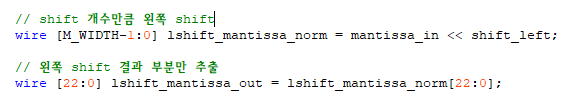 // shift 개수만큼 왼쪽 shift
wire [M_WIDTH-1:0] lshift_mantissa_norm = mantissa_in << shift_left;
// 왼쪽 shift 결과 부분만 추출
wire [22:0] lshift_mantissa_out = lshift_mantissa_norm[22:0];